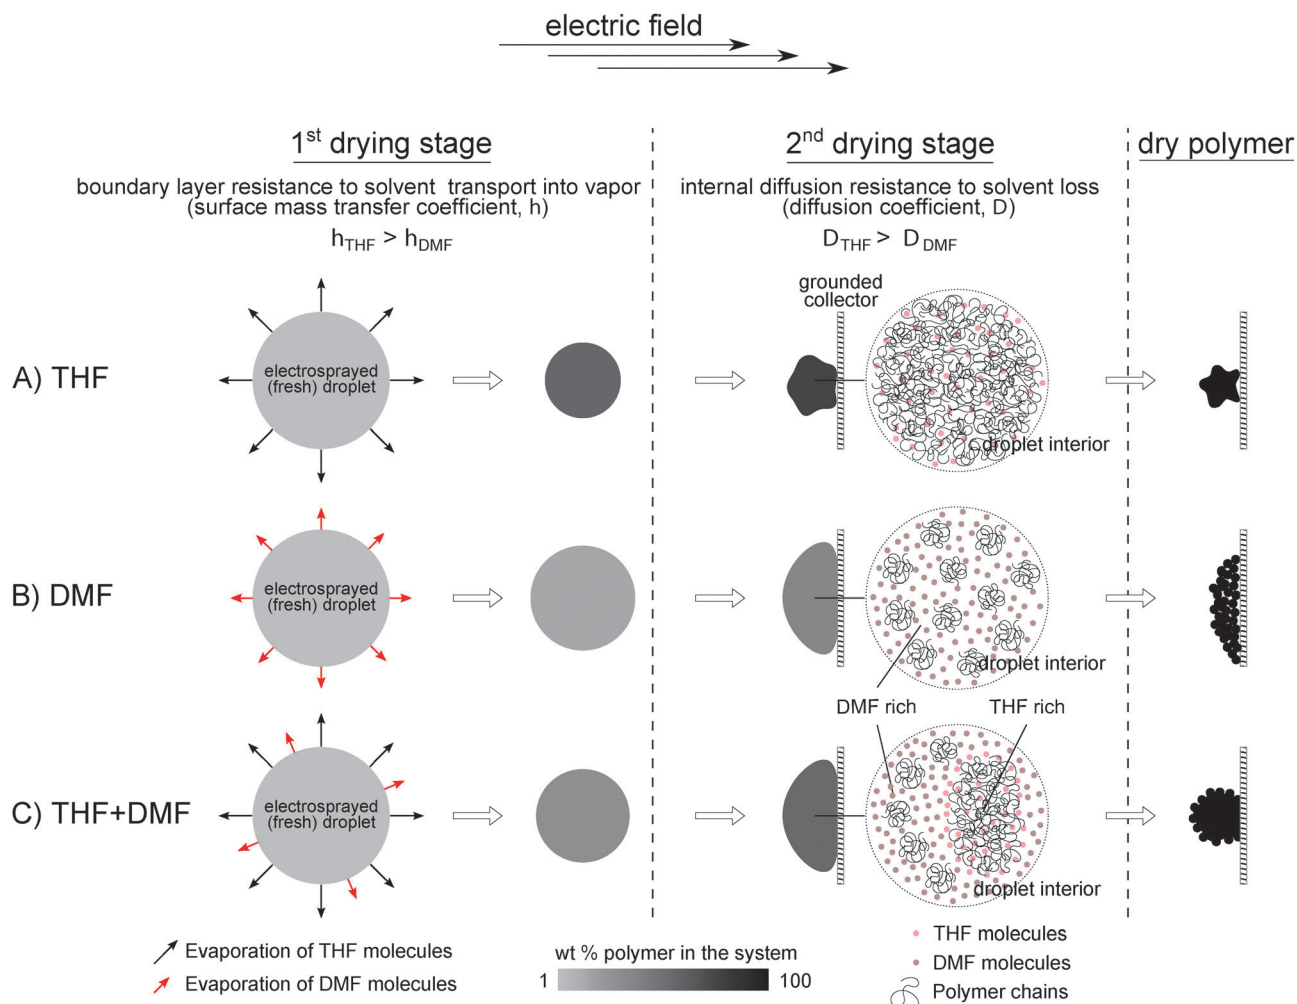 electric field
1st drying stage
2nd drying stage
dry polymer
boundary layer resistance to solvent transport into vapor
(surface mass transfer coefficient, h)
hTHF > hDMF
internal diffusion resistance to solvent loss
(diffusion coefficient, D)
DTHF > D DMF
A) THF
electrosprayed
(fresh) droplet
grounded
collector
droplet interior
B) DMF
electrosprayed
(fresh) droplet
droplet interior
DMF rich
THF rich
C) THF+DMF
electrosprayed
(fresh) droplet
droplet interior
Evaporation of THF molecules
Evaporation of DMF molecules
wt % polymer in the system
1
100
THF molecules
DMF molecules
Polymer chains